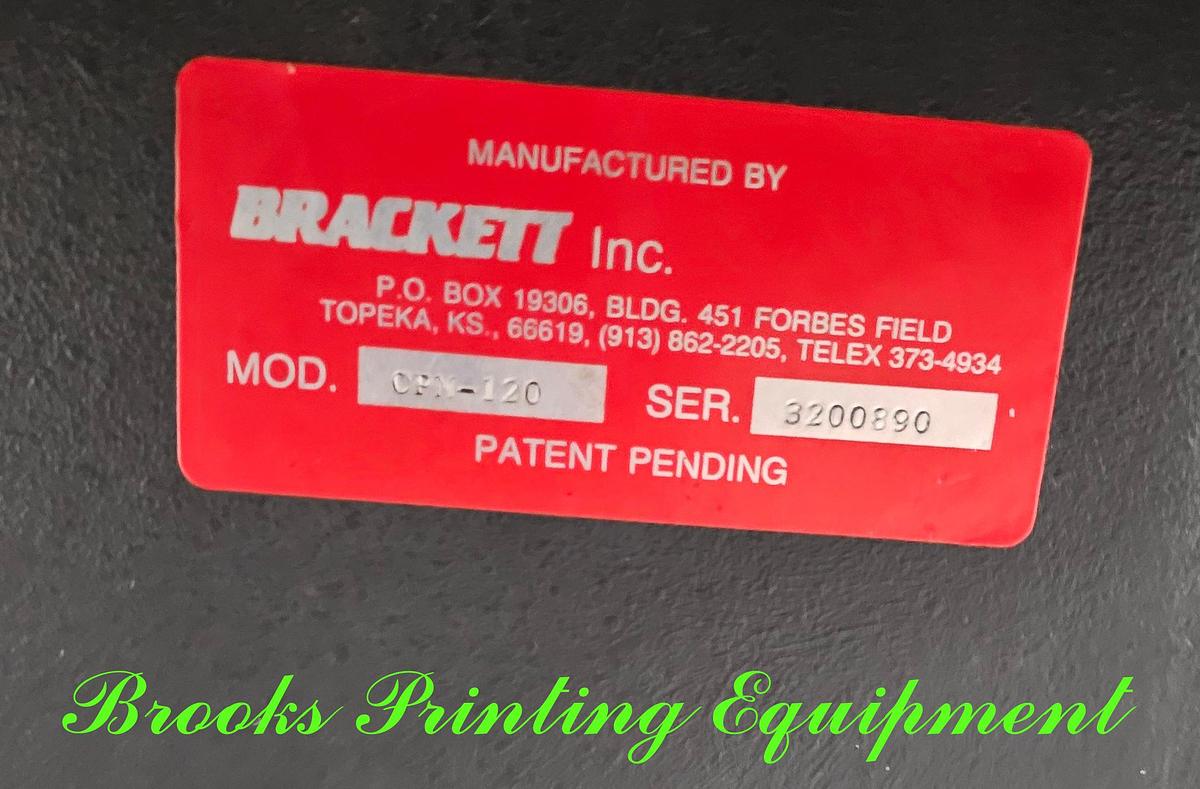 MANUFACTURED BY
BRACKETT Inc.
P.O. BOX 19306, BLDG. 451 FORBES FIELD
TOPEKA, KS., 66619, (913) 862-2205, TELEX 373-4934
MOD. CPM-120 SER. 3200890
PATENT PENDING
Brooks Printing Equipment